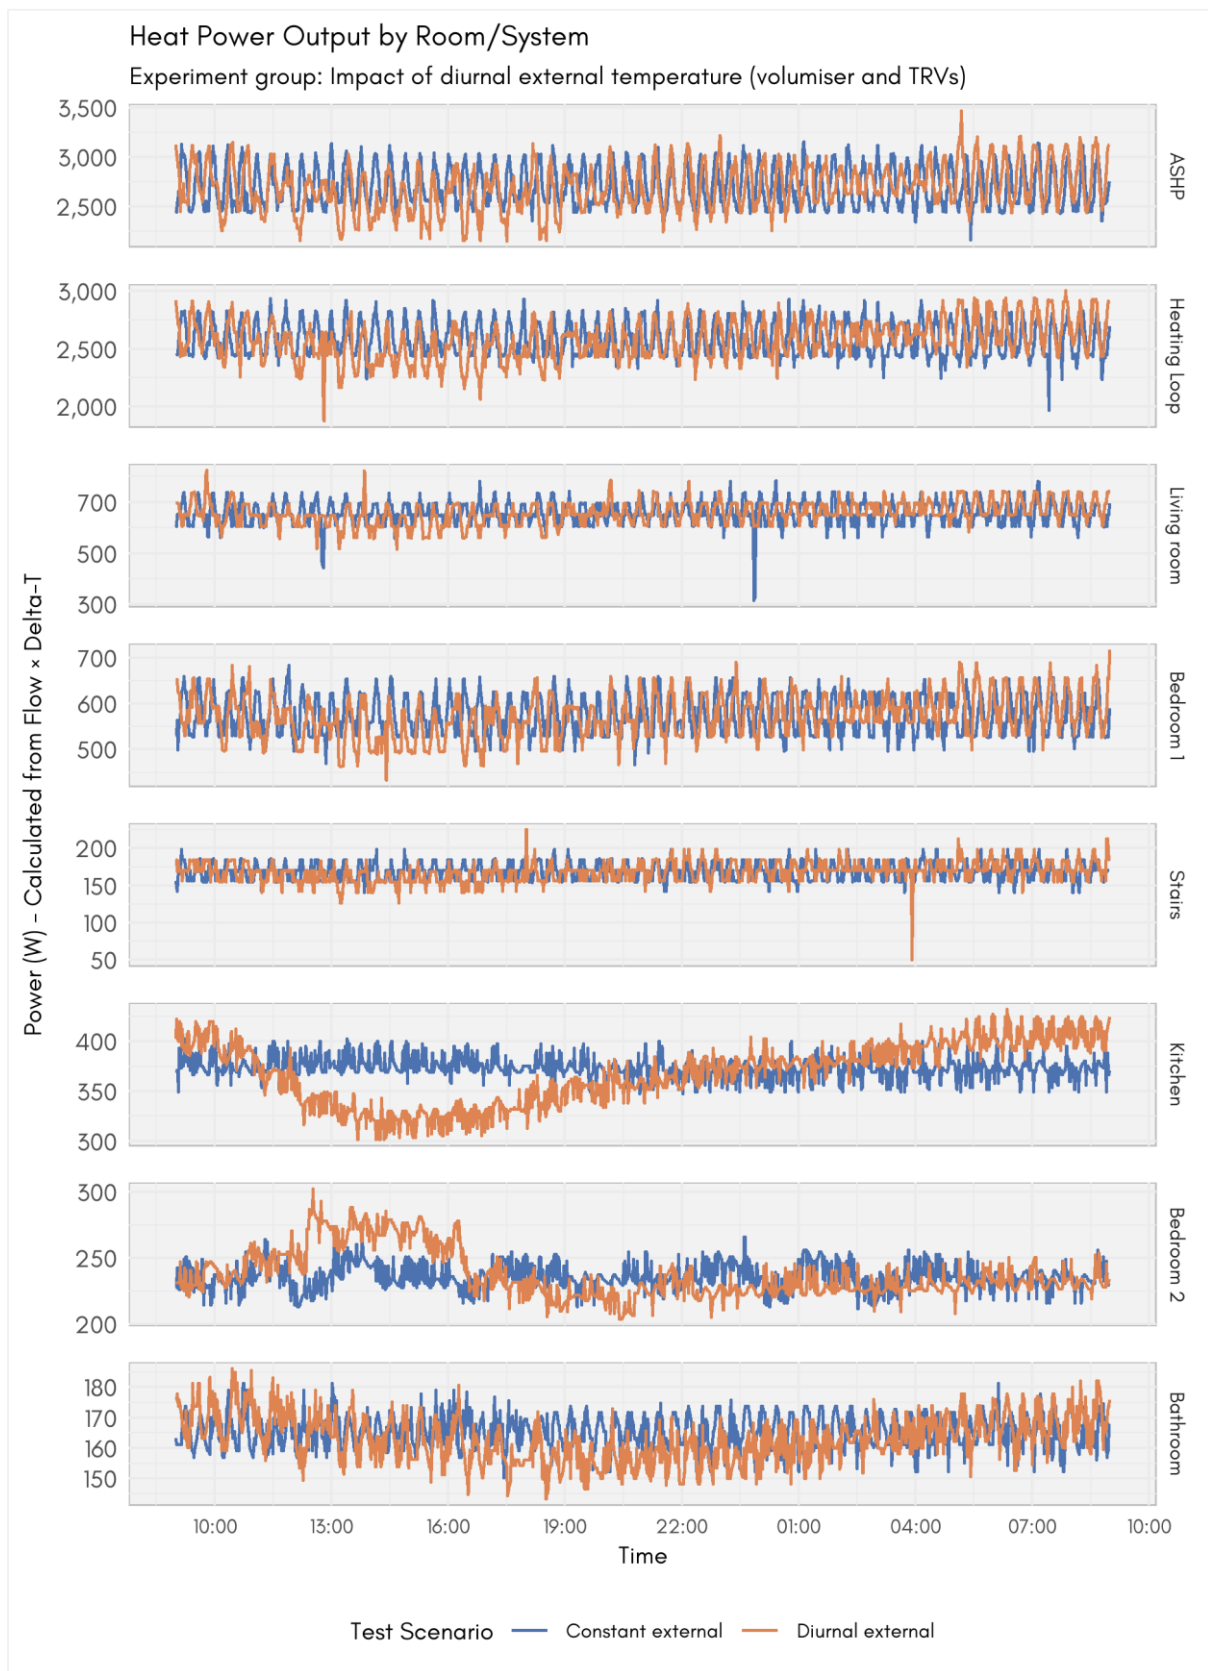 Heat Power Output by Room/System
Experiment group: Impact of diurnal external temperature (volumiser and TRVs)
Power (W) - Calculated from Flow × Delta-T
3,500
3,000
2,500
ASHP
3,000
2,500
2,000
Heating Loop
700
500
300
Living room
700
600
500
Bedroom 1
200
150
100
50
Stairs
400
350
300
Kitchen
300
250
200
Bedroom 2
180
170
160
150
Bathroom
10:00 13:00 16:00 19:00 22:00 01:00 04:00 07:00 10:00
Time
Test Scenario Constant external Diurnal external